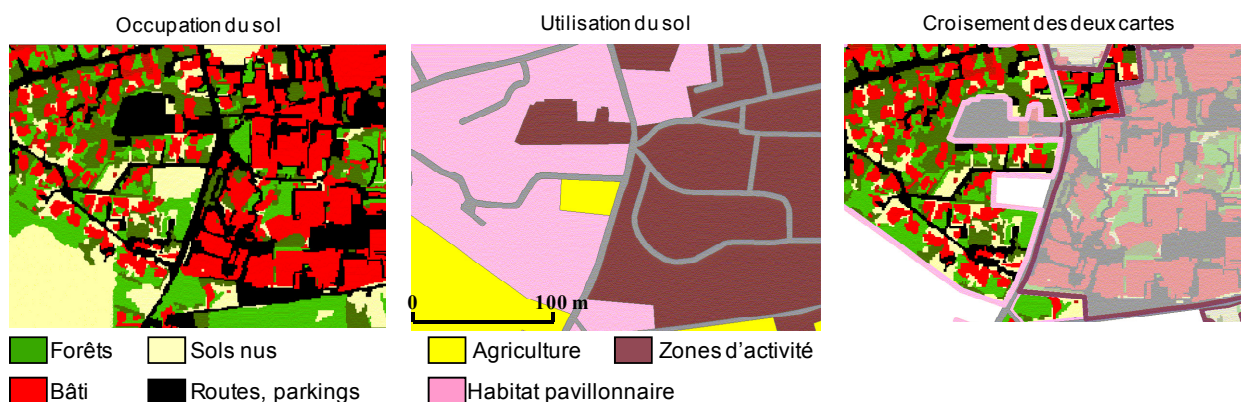 Occupation du sol
Utilisation du sol
Croisement des deux cartes
0
100 m
Forêts
Sols nus
Bâti
Routes, parkings
Agriculture
Zones d'activité
Habitat pavillonnaire